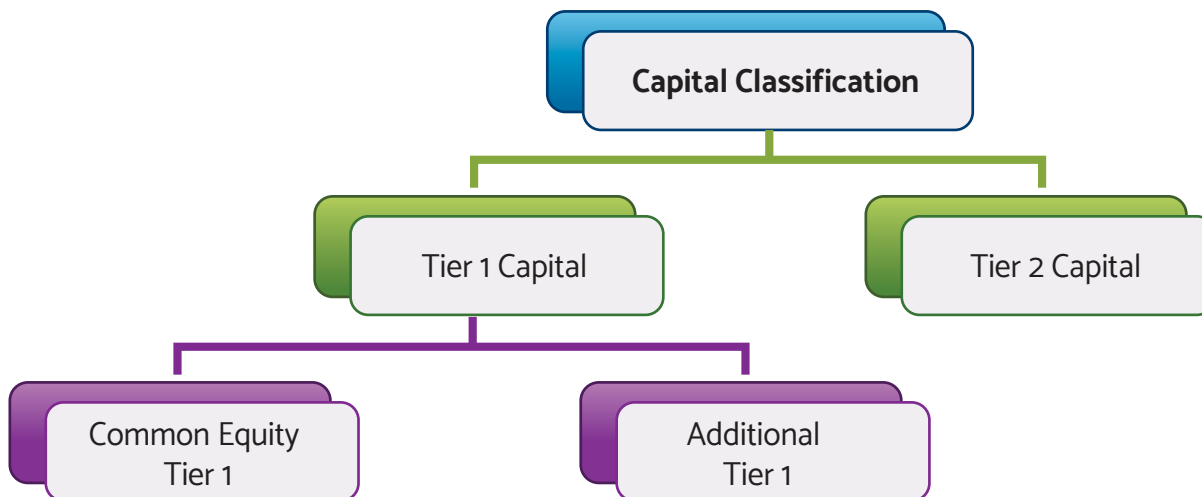 Capital Classification
Tier 1 Capital
Tier 2 Capital
Common Equity
Tier 1
Additional
Tier 1